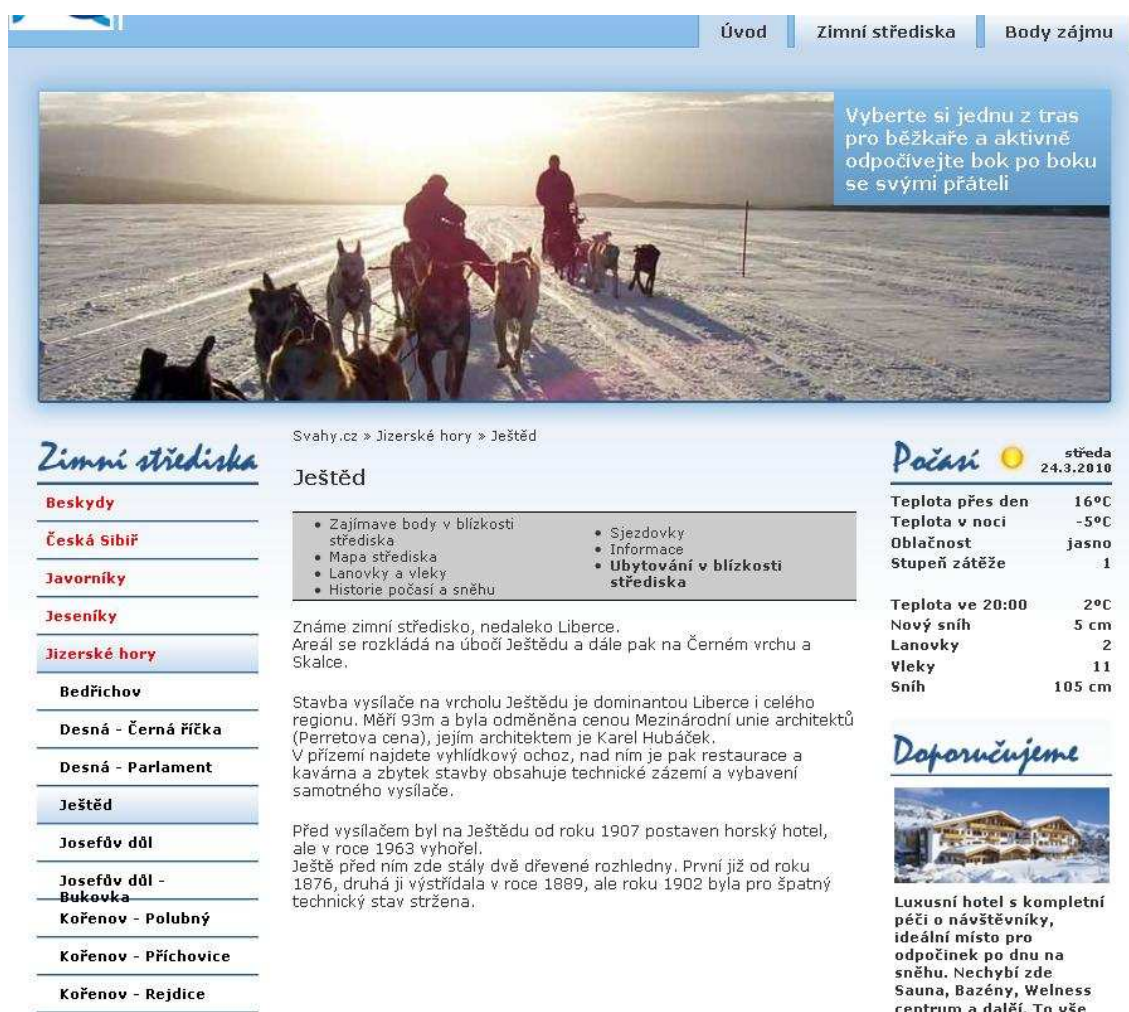 Úvod
Zimní střediska
Body zájmu
Vyberte si jednu z tras
pro běžkaře a aktivně
odpočívejte bok po boku
se svými přáteli
Zimní střediska
Beskydy
Česká Sibiř
Javorníky
Jeseníky
Jizerské hory
Bedřichov
Desná - Černá říčka
Desná - Parlament
Ještěd
Josefův důl
Josefův důl -
Bukovka
Kořenov - Polubný
Kořenov - Příchovice
Kořenov - Rejdice
Svahy.cz » Jizerské hory » Ještěd
Ještěd
• Zajímave body v blízkosti
střediska
• Mapa střediska
• Lanovky a vleky
• Historie počasí a sněhu
• Sjezdovky
• Informace
• Ubytování v blízkosti
střediska
Známe zimní středisko, nedaleko Liberce.
Areál se rozkládá na úbočí Ještědu a dále pak na Černém vrchu a
Skalce.
Stavba vysílače na vrcholu Ještědu je dominantou Liberce i celého
regionu. Měří 93m a byla odměněna cenou Mezinárodní unie architektů
(Perretova cena), jejím architektem je Karel Hubáček.
V přízemí najdete vyhlídkový ochoz, nad ním je pak restaurace a
kavárna a zbytek stavby obsahuje technické zázemí a vybavení
samotného vysílače.
Před vysílačem byl na Ještědu od roku 1907 postaven horský hotel,
ale v roce 1963 vyhořel.
Ještě před ním zde stály dvě dřevené rozhledny. První již od roku
1876, druhá ji výstřídala v roce 1889, ale roku 1902 byla pro špatný
technický stav stržena.
Počasí
středa
24.3.2010
Teplota přes den 16ºC
Teplota v noci -5ºC
Oblačnost jasno
Stupeň zátěže 1
Teplota ve 20:00 2ºC
Nový sníh 5 cm
Lanovky 2
Vleky 11
Sníh 105 cm
Doporučujeme
Luxusní hotel s kompletní
péči o návštěvníky,
ideální místo pro
odpočinek po dnu na
sněhu. Nechybí zde
Sauna, Bazény, Welness
centrum a dalěí. To vše